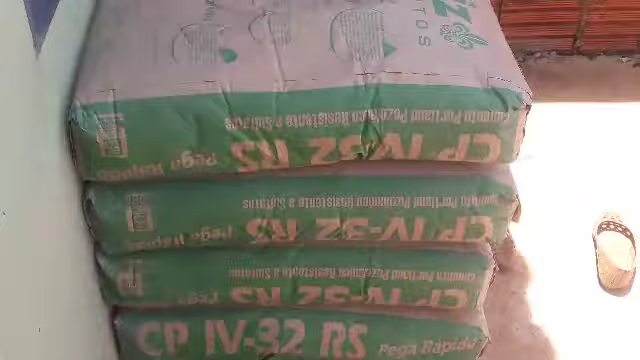 Z
TOS
Cimento Portland Pozolânico Resistente a Sulfatos
CP IV-32 RS Pega Rápida
Cimento Portland Pozolânico Resistente a Sulfatos
CP IV-32 RS Pega Rápida
Cimento Portland Pozolânico Resistente a Sulfatos
CP IV-32 RS Pega
CP IV-32 RS Pega Rápida